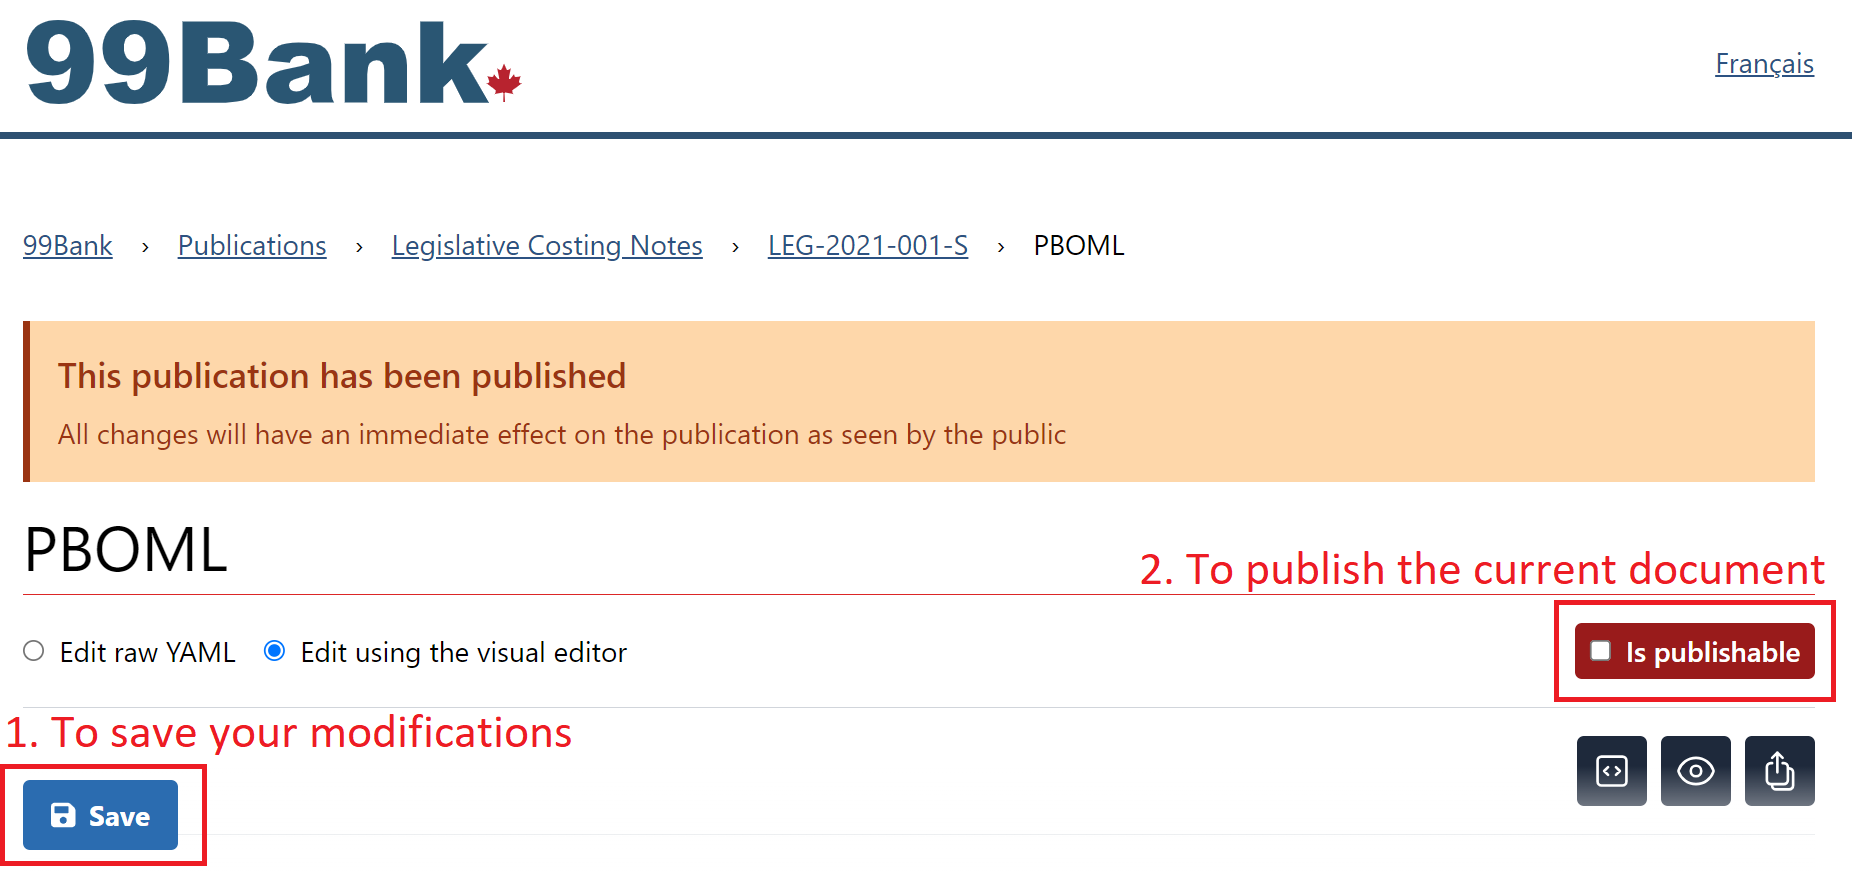 99Bank
Français
99Bank › Publications › Legislative Costing Notes › LEG-2021-001-S › PBOML
This publication has been published
All changes will have an immediate effect on the publication as seen by the public
PBOML
2. To publish the current document
Edit raw YAML Edit using the visual editor
Is publishable
1. To save your modifications
Save